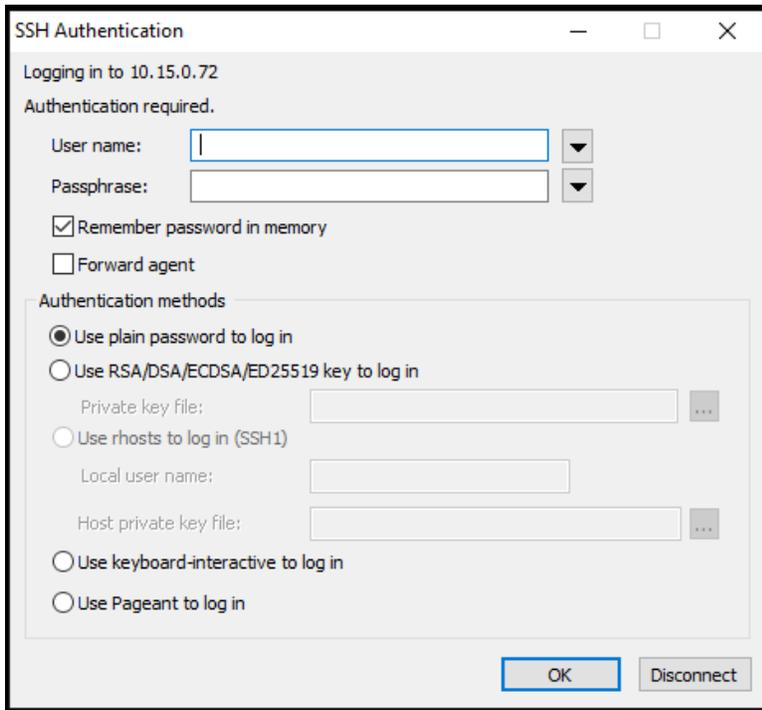 SSH Authentication
Logging in to 10.15.0.72
Authentication required.
User name:
Passphrase:
Remember password in memory
Forward agent
Authentication methods
Use plain password to log in
Use RSA/DSA/ECDSA/ED25519 key to log in
Private key file:
...
Use rhosts to log in (SSH1)
Local user name:
Host private key file:
...
Use keyboard-interactive to log in
Use Pageant to log in
OK Disconnect